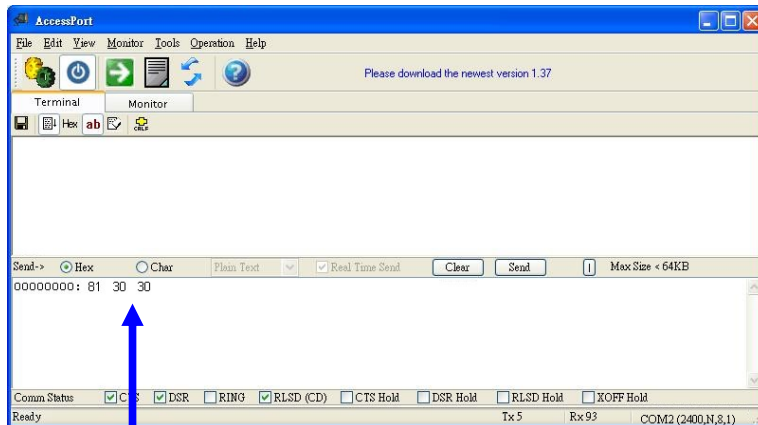 AccessPort
File Edit View Monitor Tools Operation Help
Please download the newest version 1.37
Terminal Monitor
Hex ab CRLF
Send-> Hex Char Plain Text Real Time Send Clear Send Max Size < 64KB
00000000: 81 30 30
Comm Status CTS DSR RING RLSD (CD) CTS Hold DSR Hold RLSD Hold XOFF Hold
Ready Tx 5 Rx 93 COM2 (2400,N,8,1)